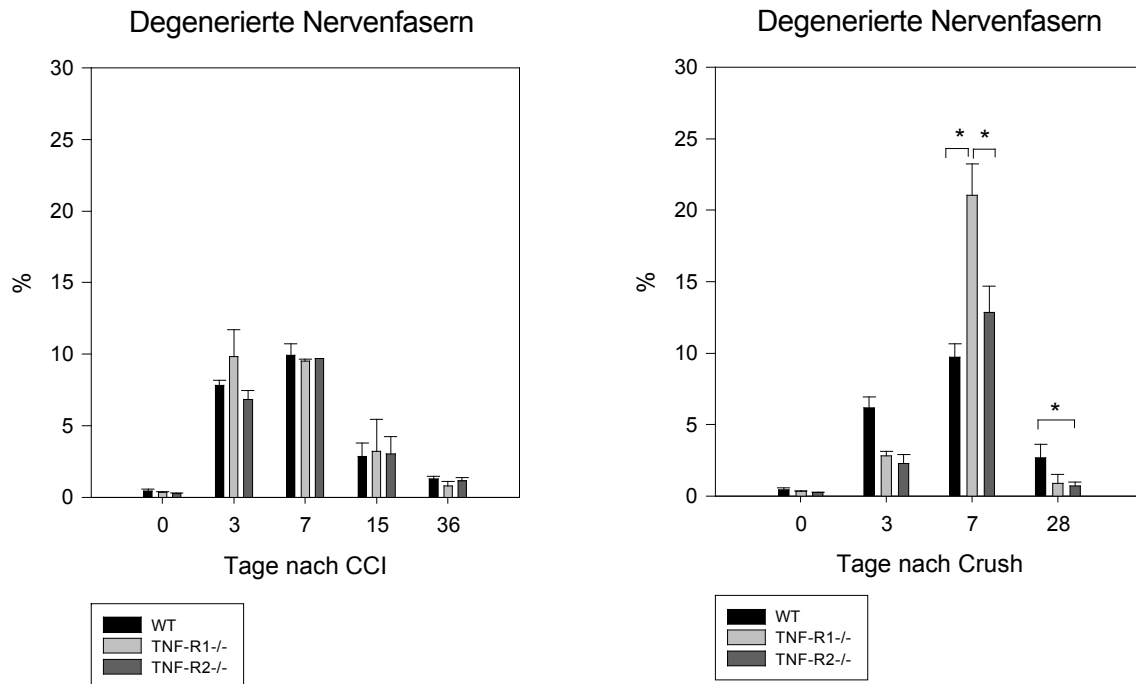 Degenerierte Nervenfasern
30
25
20
15
10
5
0
%
0 3 7 15 36
Tage nach CCI
WT
TNF-R1-/-
TNF-R2-/-
Degenerierte Nervenfasern
30
25
20
15
10
5
0
%
* *
*
0 3 7 28
Tage nach Crush
WT
TNF-R1-/-
TNF-R2-/-